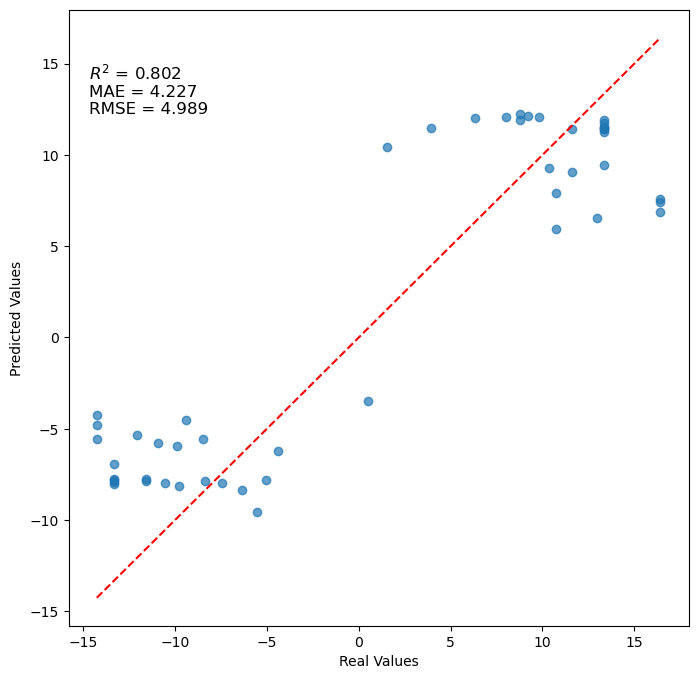 R² = 0.802
MAE = 4.227
RMSE = 4.989
15
10
5
0
−5
−10
−15
Predicted Values
−15 −10 −5 0 5 10 15
Real Values